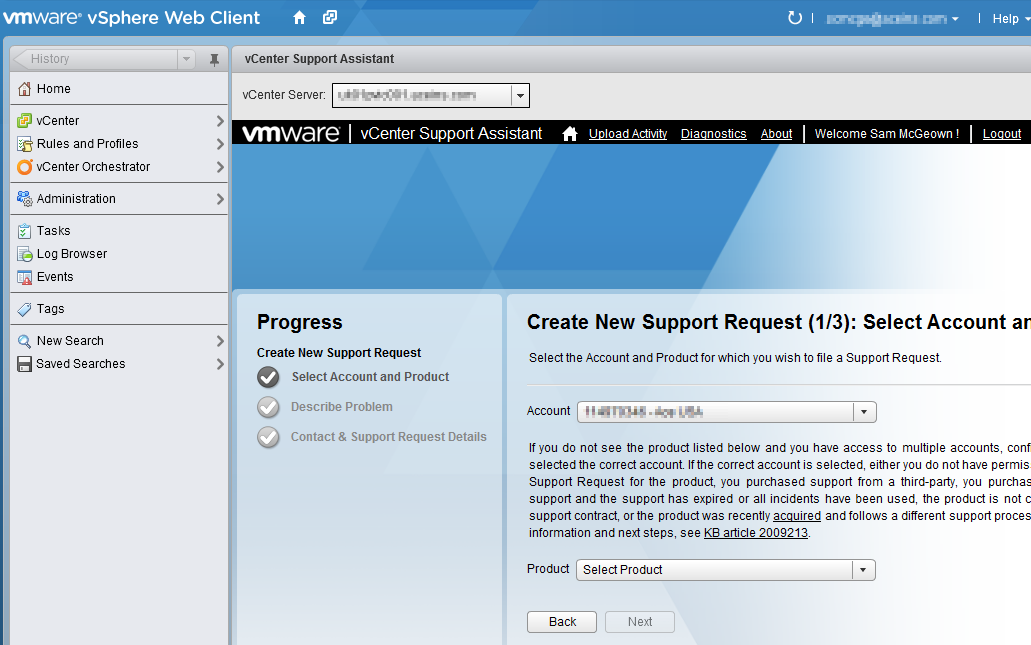 vmware® vSphere Web Client
Help
History
Home
vCenter
Rules and Profiles
vCenter Orchestrator
Administration
Tasks
Log Browser
Events
Tags
New Search
Saved Searches
vCenter Support Assistant
vCenter Server:
vmware | vCenter Support Assistant Upload Activity Diagnostics About | Welcome Sam McGeown ! | Logout
Progress
Create New Support Request
Select Account and Product
Describe Problem
Contact & Support Request Details
Create New Support Request (1/3): Select Account an
Select the Account and Product for which you wish to file a Support Request.
Account
If you do not see the product listed below and you have access to multiple accounts, conf
selected the correct account. If the correct account is selected, either you do not have permis
Support Request for the product, you purchased support from a third-party, you purchas
support and the support has expired or all incidents have been used, the product is not c
support contract, or the product was recently acquired and follows a different support proces
information and next steps, see KB article 2009213.
Product Select Product
Back Next